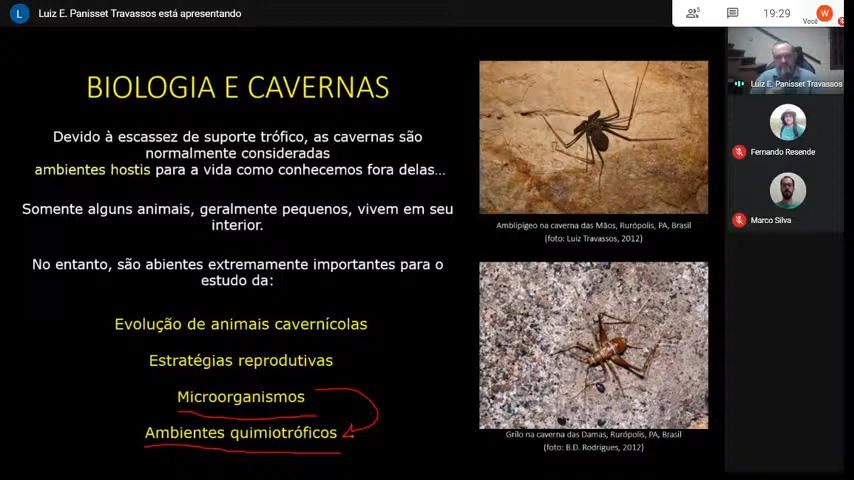 L
Luiz E. Panisset Travassos está apresentando
5
19:29
W
Você
BIOLOGIA E CAVERNAS
Devido à escassez de suporte trófico, as cavernas são
normalmente consideradas
ambientes hostis para a vida como conhecemos fora delas...
Somente alguns animais, geralmente pequenos, vivem em seu
interior.
No entanto, são abientes extremamente importantes para o
estudo da:
Evolução de animais cavernícolas
Estratégias reprodutivas
Microorganismos
Ambientes quimiotróficos
Amblipigeo na caverna das Mãos, Rurópolis, PA, Brasil
(foto: Luiz Travassos, 2012)
Grilo na caverna das Damas, Rurópolis, PA, Brasil
(foto: B.D. Rodrigues, 2012)
Luiz E. Panisset Travassos
Fernando Resende
Marco Silva